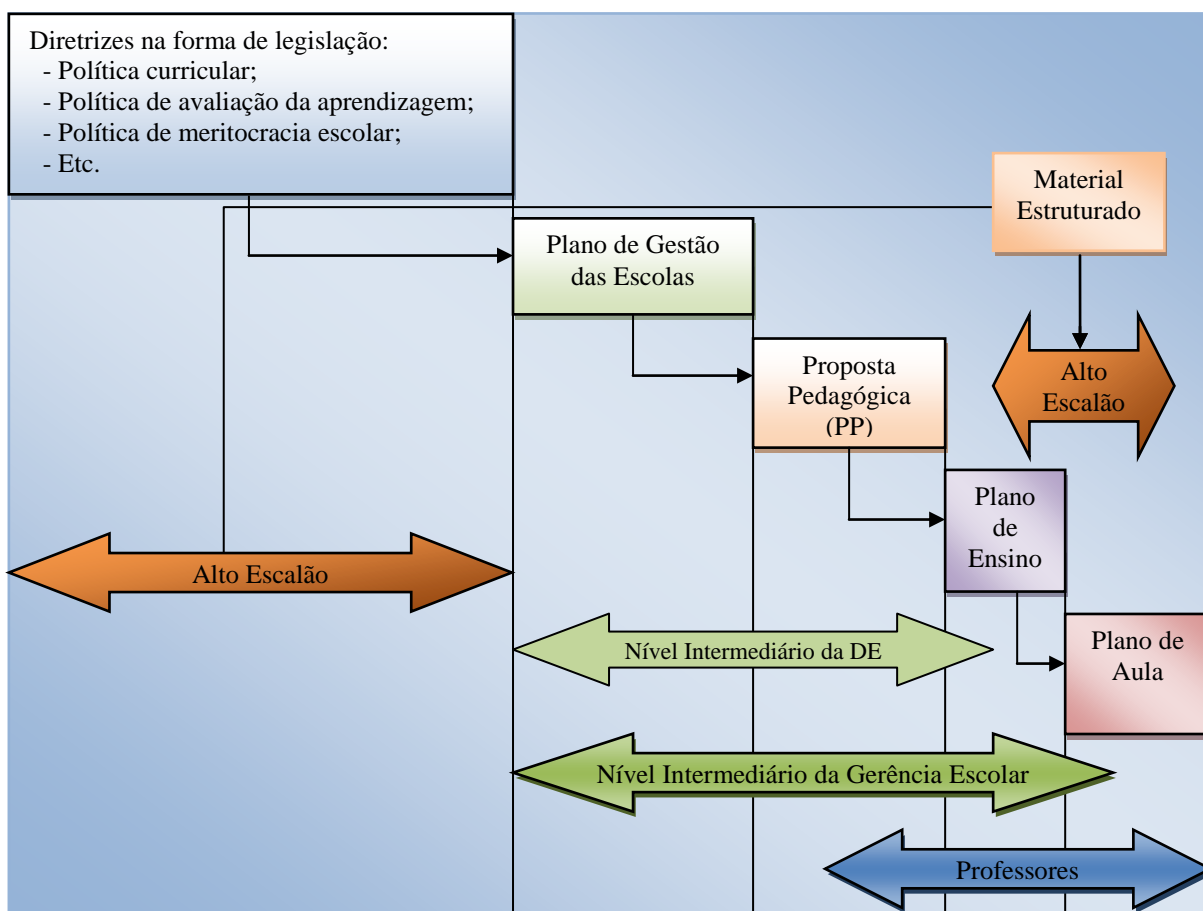 Diretrizes na forma de legislação:
- Política curricular;
- Política de avaliação da aprendizagem;
- Política de meritocracia escolar;
- Etc.
Material
Estruturado
Plano de Gestão
das Escolas
Proposta
Pedagógica
(PP)
Alto
Escalão
Plano
de
Ensino
Alto Escalão
Nível Intermediário da DE
Plano de
Aula
Nível Intermediário da Gerência Escolar
Professores